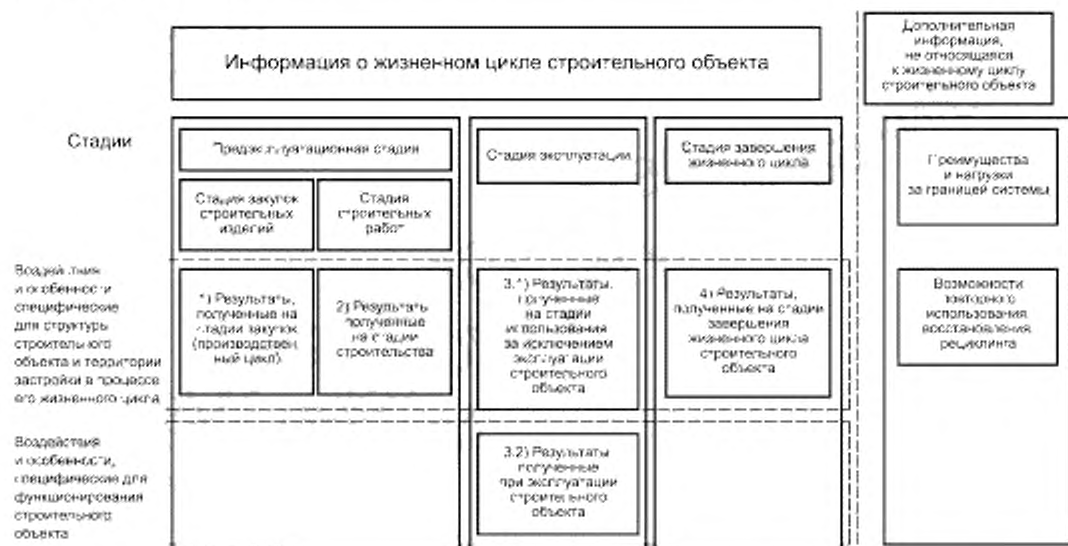 Информация о жизненном цикле строительного объекта
Дополнительная
информация,
не относящаяся
к жизненному циклу
строительного объекта
Стадии
Предэксплуатационная стадия
Стадия закупок
строительных
изделий
Стадия
строительных
работ
Стадия эксплуатации
Стадия завершения
жизненного цикла
Преимущества
и нагрузки
за границей системы
Воздействия
и особенности
специфические
для структуры
строительного
объекта и территории
застройки в процессе
его жизненного цикла
1) Результаты,
полученные на
стадии закупок
(производствен
ный цикл)
2) Результаты
полученные
на стадии
строительства
3.1) Результаты,
полученные
на стадии
использования
за исключением
эксплуатации
строительного
объекта
4) Результаты,
полученные на стадии
завершения
жизненного цикла
строительного
объекта
Возможности
повторного
использования
восстановления
рециклинга
Воздействия
и особенности,
специфические для
функционирования
строительного
объекта
3.2) Результаты
полученные
при эксплуатации
строительного
объекта